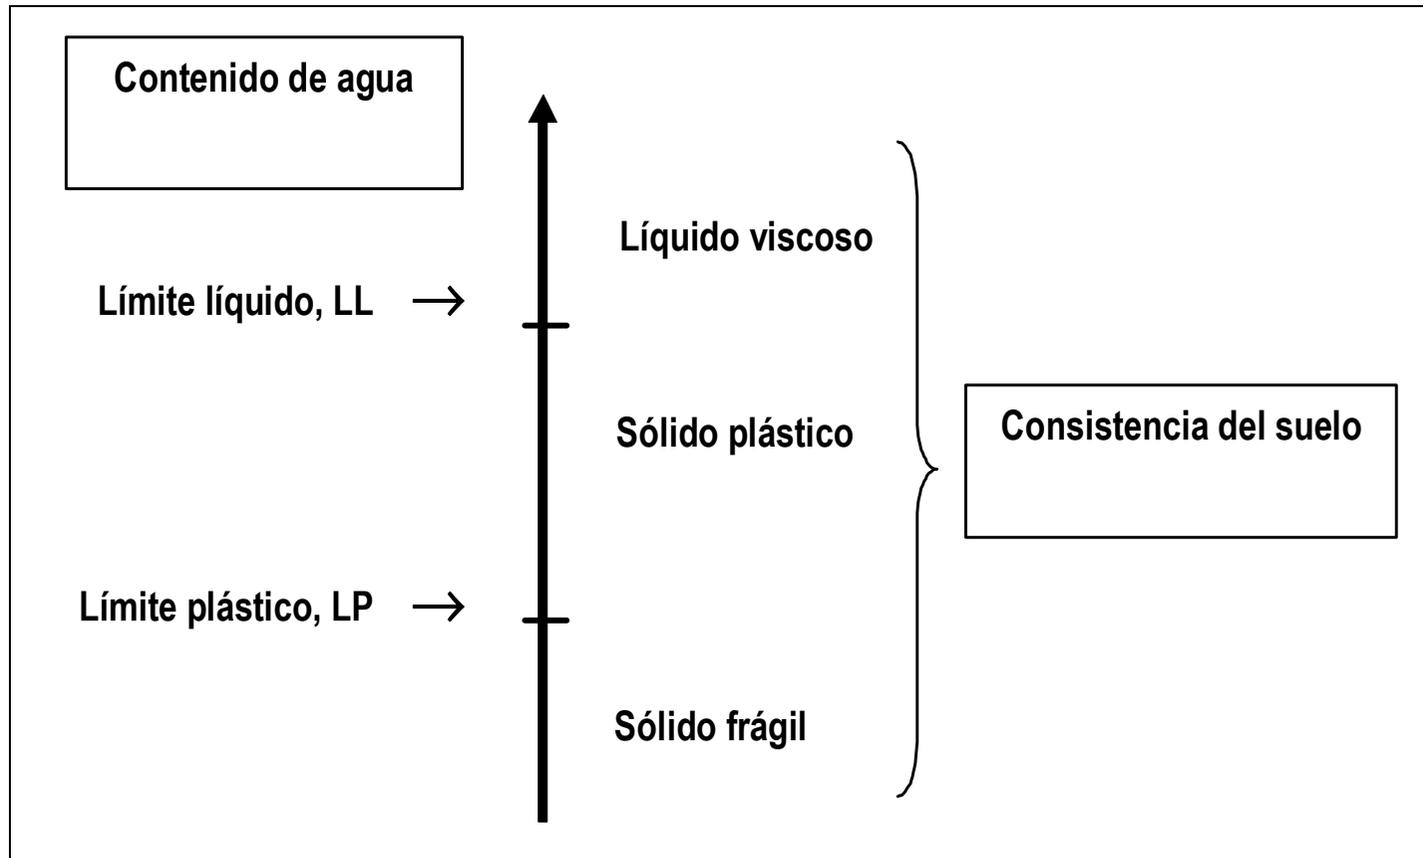 Contenido de agua
Líquido viscoso
Límite líquido, LL
Sólido plástico
Consistencia del suelo
Límite plástico, LP
Sólido frágil